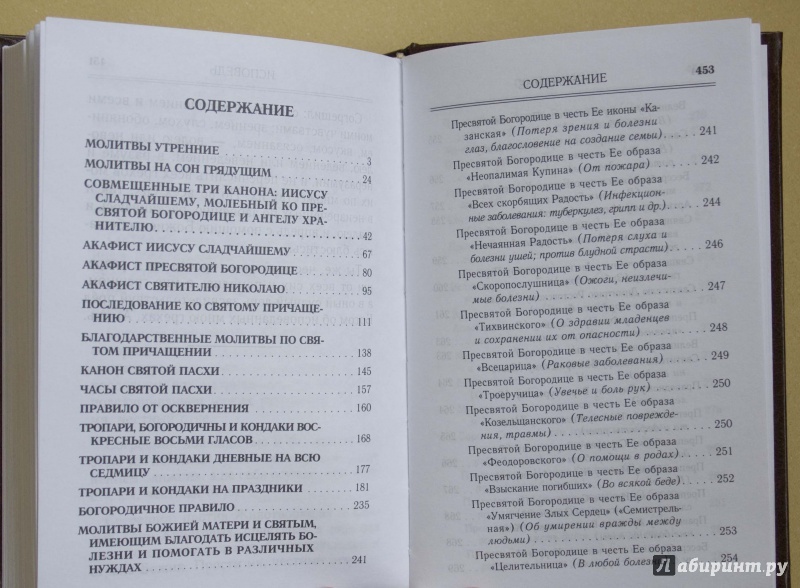 СОДЕРЖАНИЕ
МОЛИТВЫ УТРЕННИЕ 3
МОЛИТВЫ НА СОН ГРЯДУЩИМ 24
СОВМЕЩЕННЫЕ ТРИ КАНОНА: ИИСУСУ
СЛАДЧАЙШЕМУ, МОЛЕБНЫЙ КО ПРЕ-
СВЯТОЙ БОГОРОДИЦЕ И АНГЕЛУ ХРА-
НИТЕЛЮ 42
АКАФИСТ ИИСУСУ СЛАДЧАЙШЕМУ 67
АКАФИСТ ПРЕСВЯТОЙ БОГОРОДИЦЕ 80
АКАФИСТ СВЯТИТЕЛЮ НИКОЛАЮ 95
ПОСЛЕДОВАНИЕ КО СВЯТОМУ ПРИЧАЩЕ-
НИЮ 111
БЛАГОДАРСТВЕННЫЕ МОЛИТВЫ ПО СВЯ-
ТОМ ПРИЧАЩЕНИИ 138
КАНОН СВЯТОЙ ПАСХИ 145
ЧАСЫ СВЯТОЙ ПАСХИ 157
ПРАВИЛО ОТ ОСКВЕРНЕНИЯ 160
ТРОПАРИ, БОГОРОДИЧНЫ И КОНДАКИ ВОС-
КРЕСНЫЕ ВОСЬМИ ГЛАСОВ 168
ТРОПАРИ И КОНДАКИ ДНЕВНЫЕ НА ВСЮ
СЕДМИЦУ 177
ТРОПАРИ И КОНДАКИ НА ПРАЗДНИКИ 181
БОГОРОДИЧНОЕ ПРАВИЛО 235
МОЛИТВЫ БОЖИЕЙ МАТЕРИ И СВЯТЫМ,
ИМЕЮЩИМ БЛАГОДАТЬ ИСЦЕЛЯТЬ БО-
ЛЕЗНИ И ПОМОГАТЬ В РАЗЛИЧНЫХ
НУЖДАХ 241
СОДЕРЖАНИЕ 453
Пресвятой Богородице в честь Ее иконы «Ка-
занская» (Потеря зрения и болезни
глаз, благословение на создание семьи) 241
Пресвятой Богородице в честь Ее образа
«Неопалимая Купина» (От пожара) 242
Пресвятой Богородице в честь Ее образа
«Всех скорбящих Радость» (Инфекцион-
ные заболевания: туберкулез, грипп и др.) 244
Пресвятой Богородице в честь Ее образа
«Нечаянная Радость» (Потеря слуха и
болезни ушей; против блудной страсти) 246
Пресвятой Богородице в честь Ее образа
«Скоропослушница» (Ожоги, неизлечи-
мые болезни) 247
Пресвятой Богородице в честь Ее образа
«Тихвинского» (О здравии младенцев
и сохранении их от опасности) 248
Пресвятой Богородице в честь Ее образа
«Всецарица» (Раковые заболевания) 249
Пресвятой Богородице в честь Ее образа
«Троеручица» (Увечье и боль рук) 250
Пресвятой Богородице в честь Ее образа
«Козельщанского» (Телесные поврежде-
ния, травмы) 250
Пресвятой Богородице в честь Ее образа
«Феодоровского» (О помощи в родах) 251
Пресвятой Богородице в честь Ее образа
«Взыскание погибших» (Во всякой беде) 252
Пресвятой Богородице в честь Ее образа
«Умягчение Злых Сердец» («Семистрель-
ная») (Об умирении вражды между
людьми) 253
Пресвятой Богородице в честь Ее образа
«Целительница» (В любой болезни) 254
лабиринт.ру